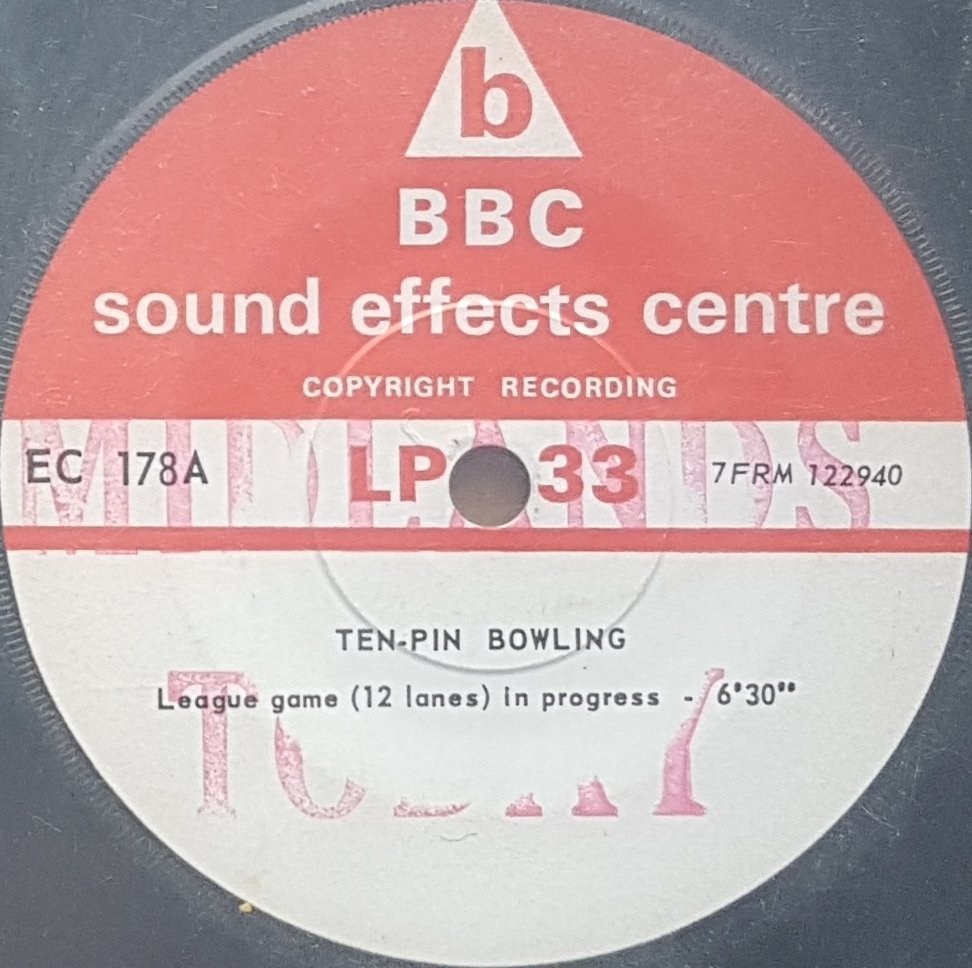 b
BBC
sound effects centre
COPYRIGHT RECORDING
MIDLANDS
EC 178A LP 33 7FRM 122940
TEN-PIN BOWLING
League game (12 lanes) in progress - 6'30"
TODAY